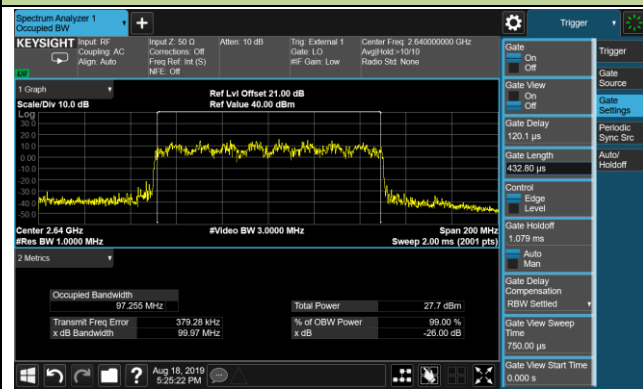 Spectrum Analyzer 1
Occupied BW
Trigger
KEYSIGHT
Input: RF
Coupling: AC
Align: Auto
Input Z: 50 Ω
Corrections: Off
Freq Ref: Int (S)
NFE: Off
Atten: 10 dB
Trig: External 1
Gate: LO
#IF Gain: Low
Center Freq: 2.640000000 GHz
Avg|Hold:>10/10
Radio Std: None
1 Graph
Scale/Div 10.0 dB
Ref Lvl Offset 21.00 dB
Ref Value 40.00 dBm
Log
30.0
20.0
10.0
0.00
-10.0
-20.0
-30.0
-40.0
-50.0
Center 2.64 GHz
#Res BW 1.0000 MHz
#Video BW 3.0000 MHz
Span 200 MHz
Sweep 2.00 ms (2001 pts)
2 Metrics
Occupied Bandwidth
97.255 MHz
Total Power 27.7 dBm
Transmit Freq Error 379.28 kHz
% of OBW Power 99.00 %
x dB Bandwidth 99.97 MHz
x dB -26.00 dB
Aug 18, 2019
5:25:22 PM
Gate
On
Off
Gate View
On
Off
Gate Delay
120.1 µs
Gate Length
432.80 µs
Control
Edge
Level
Gate Holdoff
1.079 ms
Auto
Man
Gate Delay
Compensation
RBW Settled
Gate View Sweep
Time
750.00 µs
Gate View Start Time
0.000 s
Trigger
Gate
Source
Gate
Settings
Periodic
Sync Src
Auto/
Holdoff